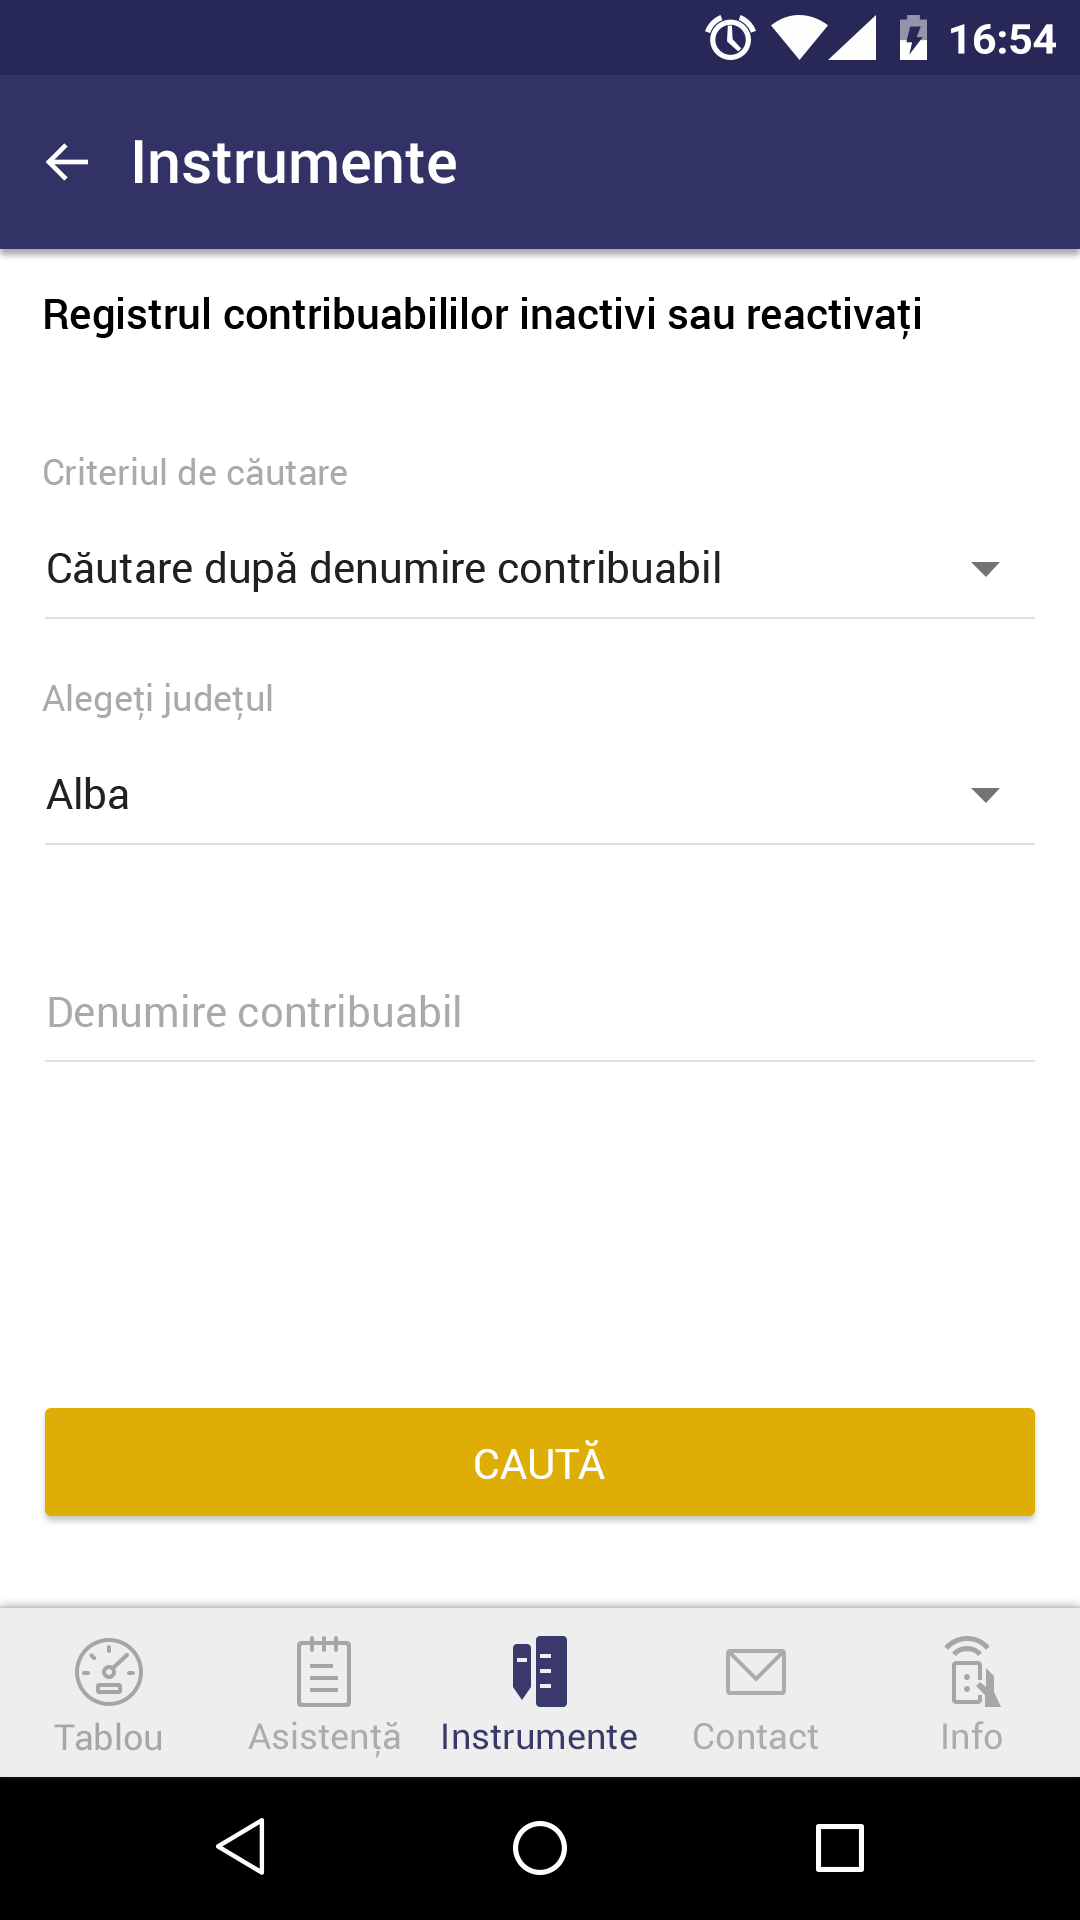 16:54
Instrumente
Registrul contribuabililor inactivi sau reactivați
Criteriul de căutare
Căutare după denumire contribuabil
Alegeți județul
Alba
Denumire contribuabil
CAUTĂ
Tablou Asistență Instrumente Contact Info